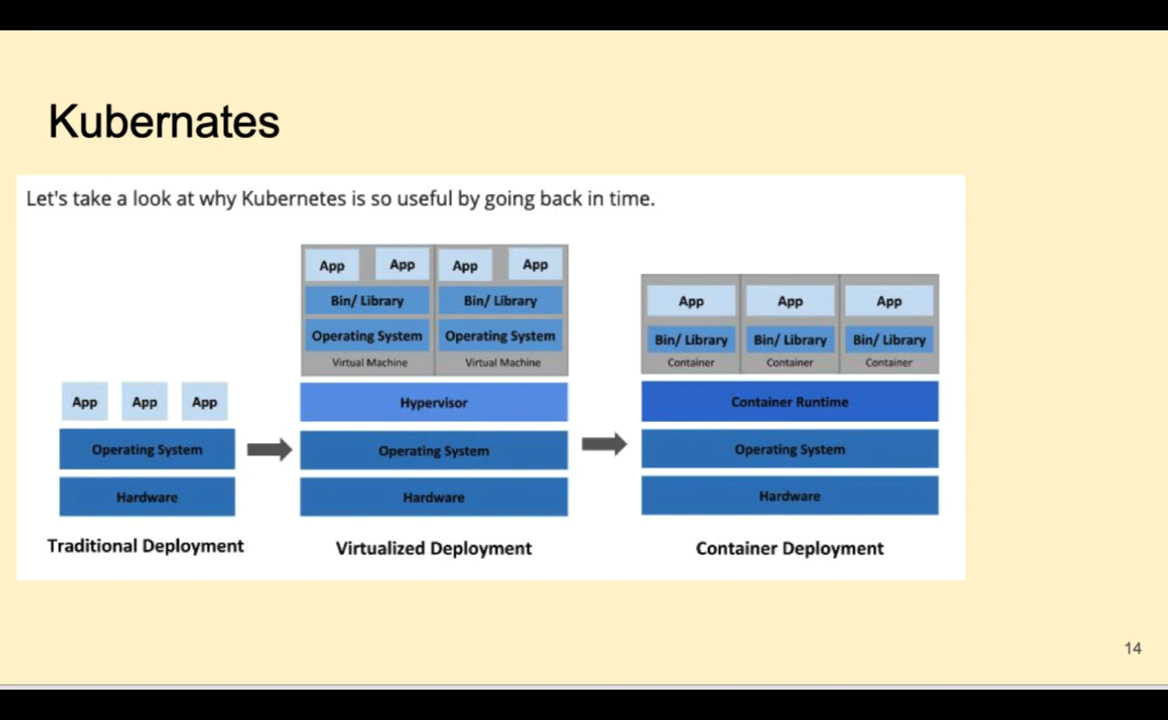 Kubernates
Let's take a look at why Kubernetes is so useful by going back in time.
App
App
App
Operating System
Hardware
Traditional Deployment
App
App
App
App
Bin/ Library
Bin/ Library
Operating System
Operating System
Virtual Machine
Virtual Machine
Hypervisor
Operating System
Hardware
Virtualized Deployment
App
App
App
Bin/ Library
Bin/ Library
Bin/ Library
Container
Container
Container
Container Runtime
Operating System
Hardware
Container Deployment
14